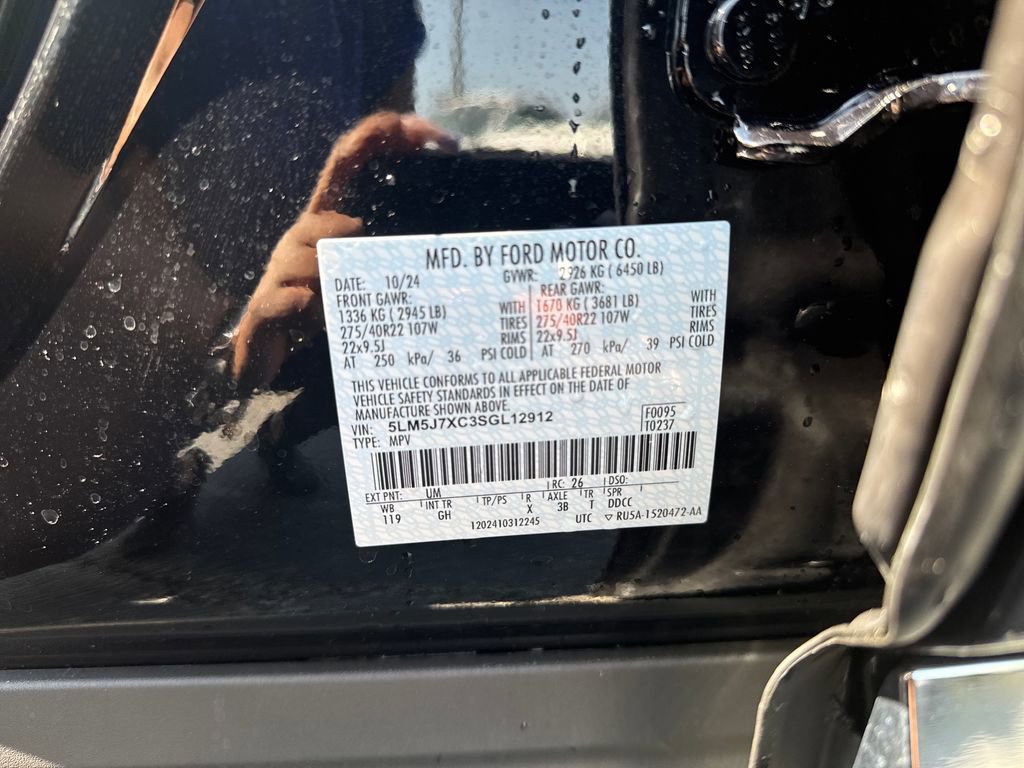 MFD. BY FORD MOTOR CO.
DATE: 10/24 GVWR: 2926 KG ( 6450 LB)
FRONT GAWR: REAR GAWR:
1336 KG ( 2945 LB) WITH 1670 KG ( 3681 LB) WITH
275/40R22 107W TIRES 275/40R22 107W TIRES
22x9.5J RIMS 22x9.5J RIMS
AT 250 kPa/ 36 PSI COLD AT 270 kPa/ 39 PSI COLD
THIS VEHICLE CONFORMS TO ALL APPLICABLE FEDERAL MOTOR
VEHICLE SAFETY STANDARDS IN EFFECT ON THE DATE OF
MANUFACTURE SHOWN ABOVE.
VIN: 5LM5J7XC3SGL12912 F0095
TYPE: MPV T0237
EXT PNT: UM RC: 26 DSO:
WB INT TR TP/PS R AXLE TR SPR
119 GH X 3B T DDCC
1202410312245 UTC ▽ RU5A-1520472-AA